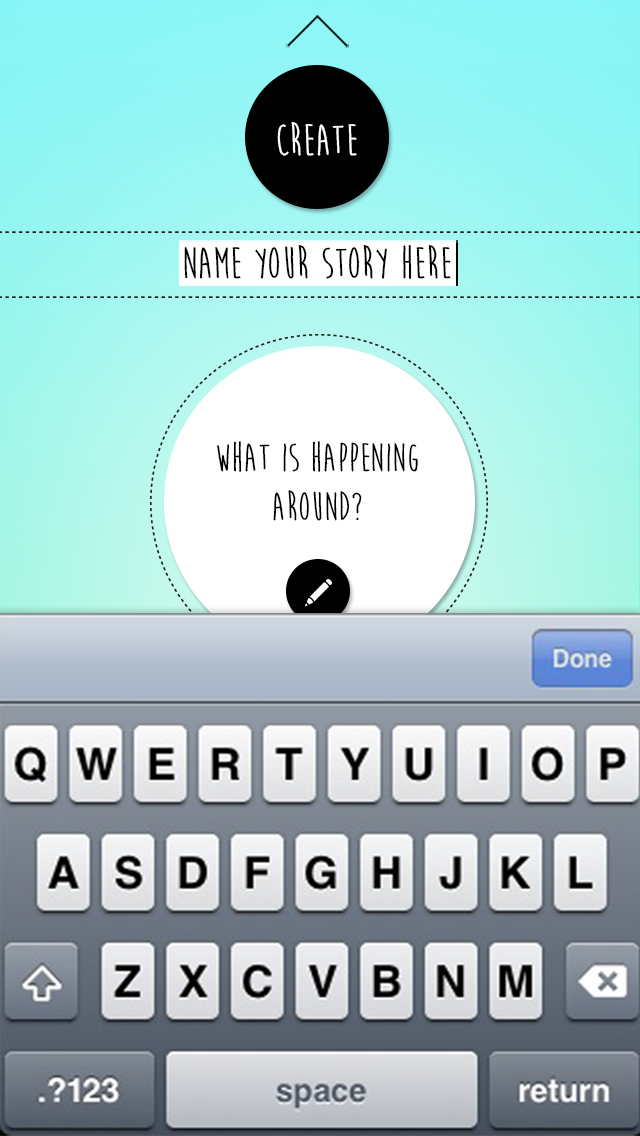 CREATE
NAME YOUR STORY HERE
WHAT IS HAPPENING
AROUND?
Done
Q W E R T Y U I O P
A S D F G H J K L
Z X C V B N M
.?123 space return